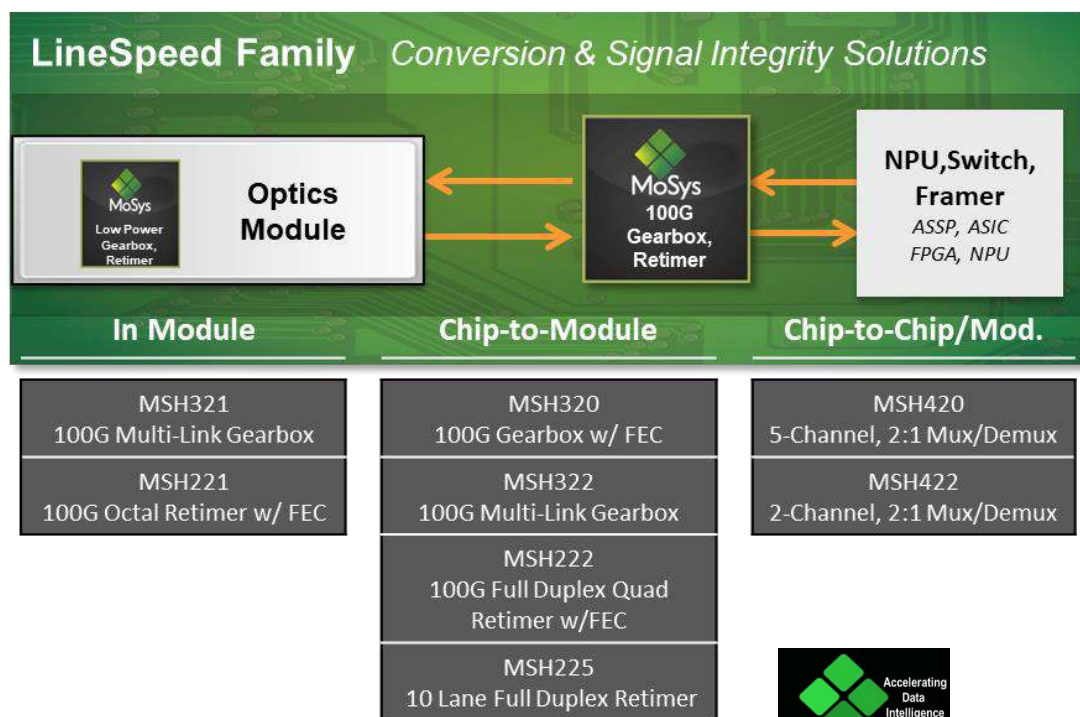 LineSpeed Family Conversion & Signal Integrity Solutions
MoSys
Low Power
Gearbox,
Retimer
Optics
Module
MoSys
100G
Gearbox,
Retimer
NPU,Switch,
Framer
ASSP, ASIC
FPGA, NPU
In Module
Chip-to-Module
Chip-to-Chip/Mod.
MSH321
100G Multi-Link Gearbox
MSH221
100G Octal Retimer w/ FEC
MSH320
100G Gearbox w/ FEC
MSH322
100G Multi-Link Gearbox
MSH222
100G Full Duplex Quad
Retimer w/FEC
MSH225
10 Lane Full Duplex Retimer
MSH420
5-Channel, 2:1 Mux/Demux
MSH422
2-Channel, 2:1 Mux/Demux
Accelerating
Data
Intelligence